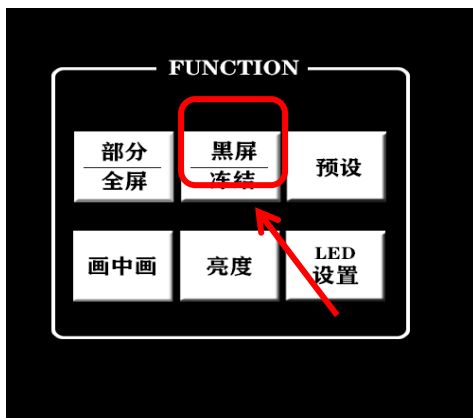 FUNCTION
部分
全屏
黑屏
冻结
预设
画中画
亮度
LED
设置